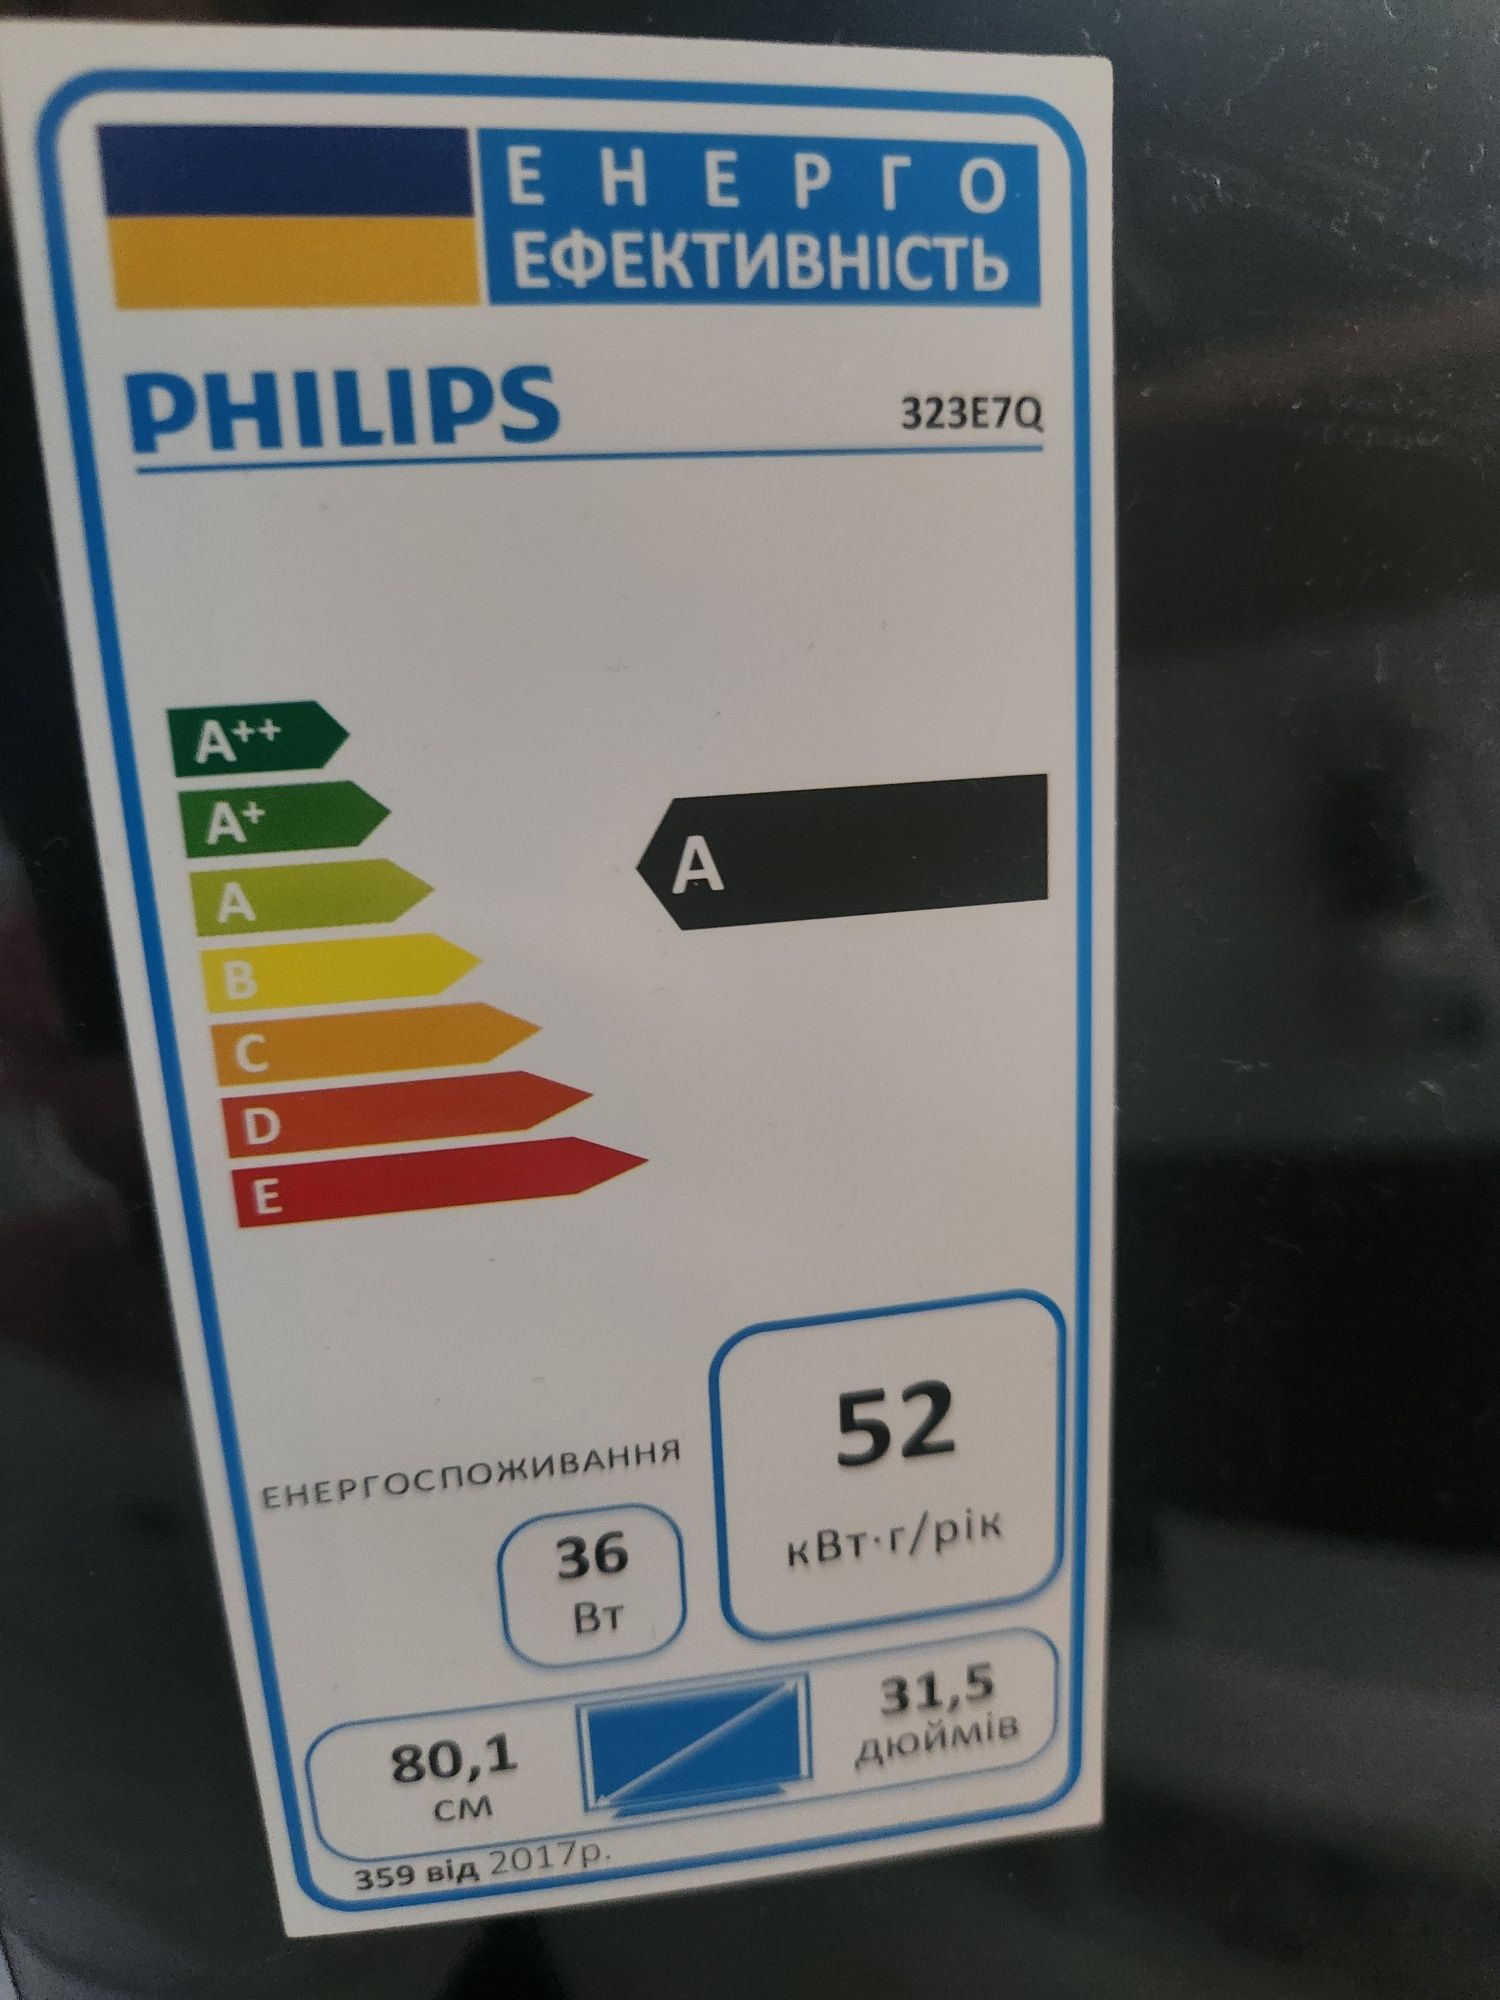 ЕНЕРГО
ЕФЕКТИВНІСТЬ
PHILIPS 323E7Q
A++
A+
A
A
B
C
D
E
ЕНЕРГОСПОЖИВАННЯ
52
кВт·г/рік
36
Вт
80,1
см
31,5
дюймів
359 від 2017р.